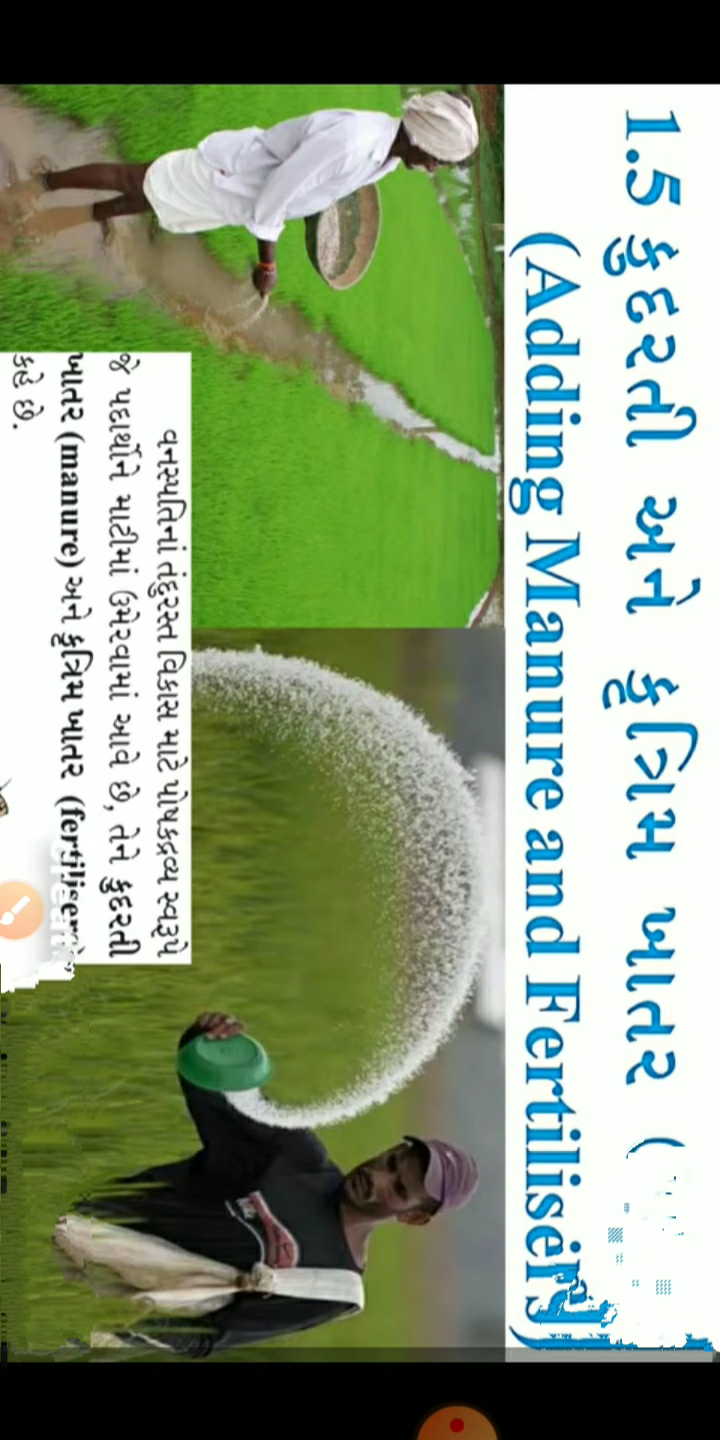 1.5 કુદરતી અને કૃત્રિમ ખાતર (
(Adding Manure and Fertilisers)
વનસ્પતિનાં તંદુરસ્ત વિકાસ માટે પોષકદ્રવ્ય સ્વરૂપે
જે પદાર્થોને માટીમાં ઉમેરવામાં આવે છે, તેને કુદરતી
ખાતર (manure) અને કૃત્રિમ ખાતર (fertiliser)
કહે છે.